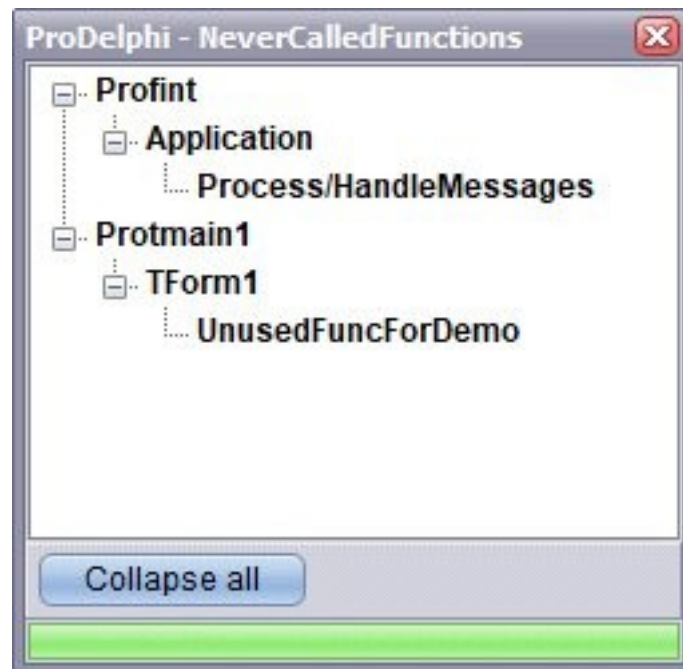 ProDelphi - NeverCalledFunctions
Profint
Application
Process/HandleMessages
Protmain1
TForm1
UnusedFuncForDemo
Collapse all